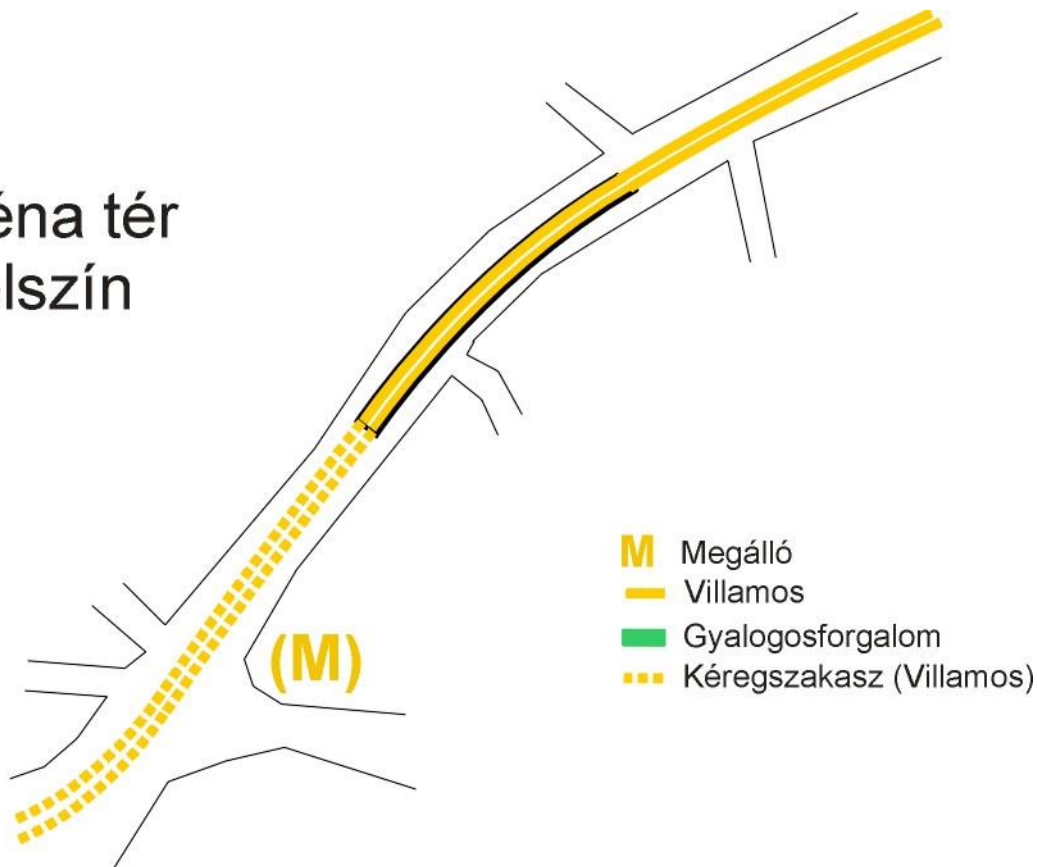 éna tér
lszín
(M)
M Megálló
Villamos
Gyalogosforgalom
Kéregszakasz (Villamos)